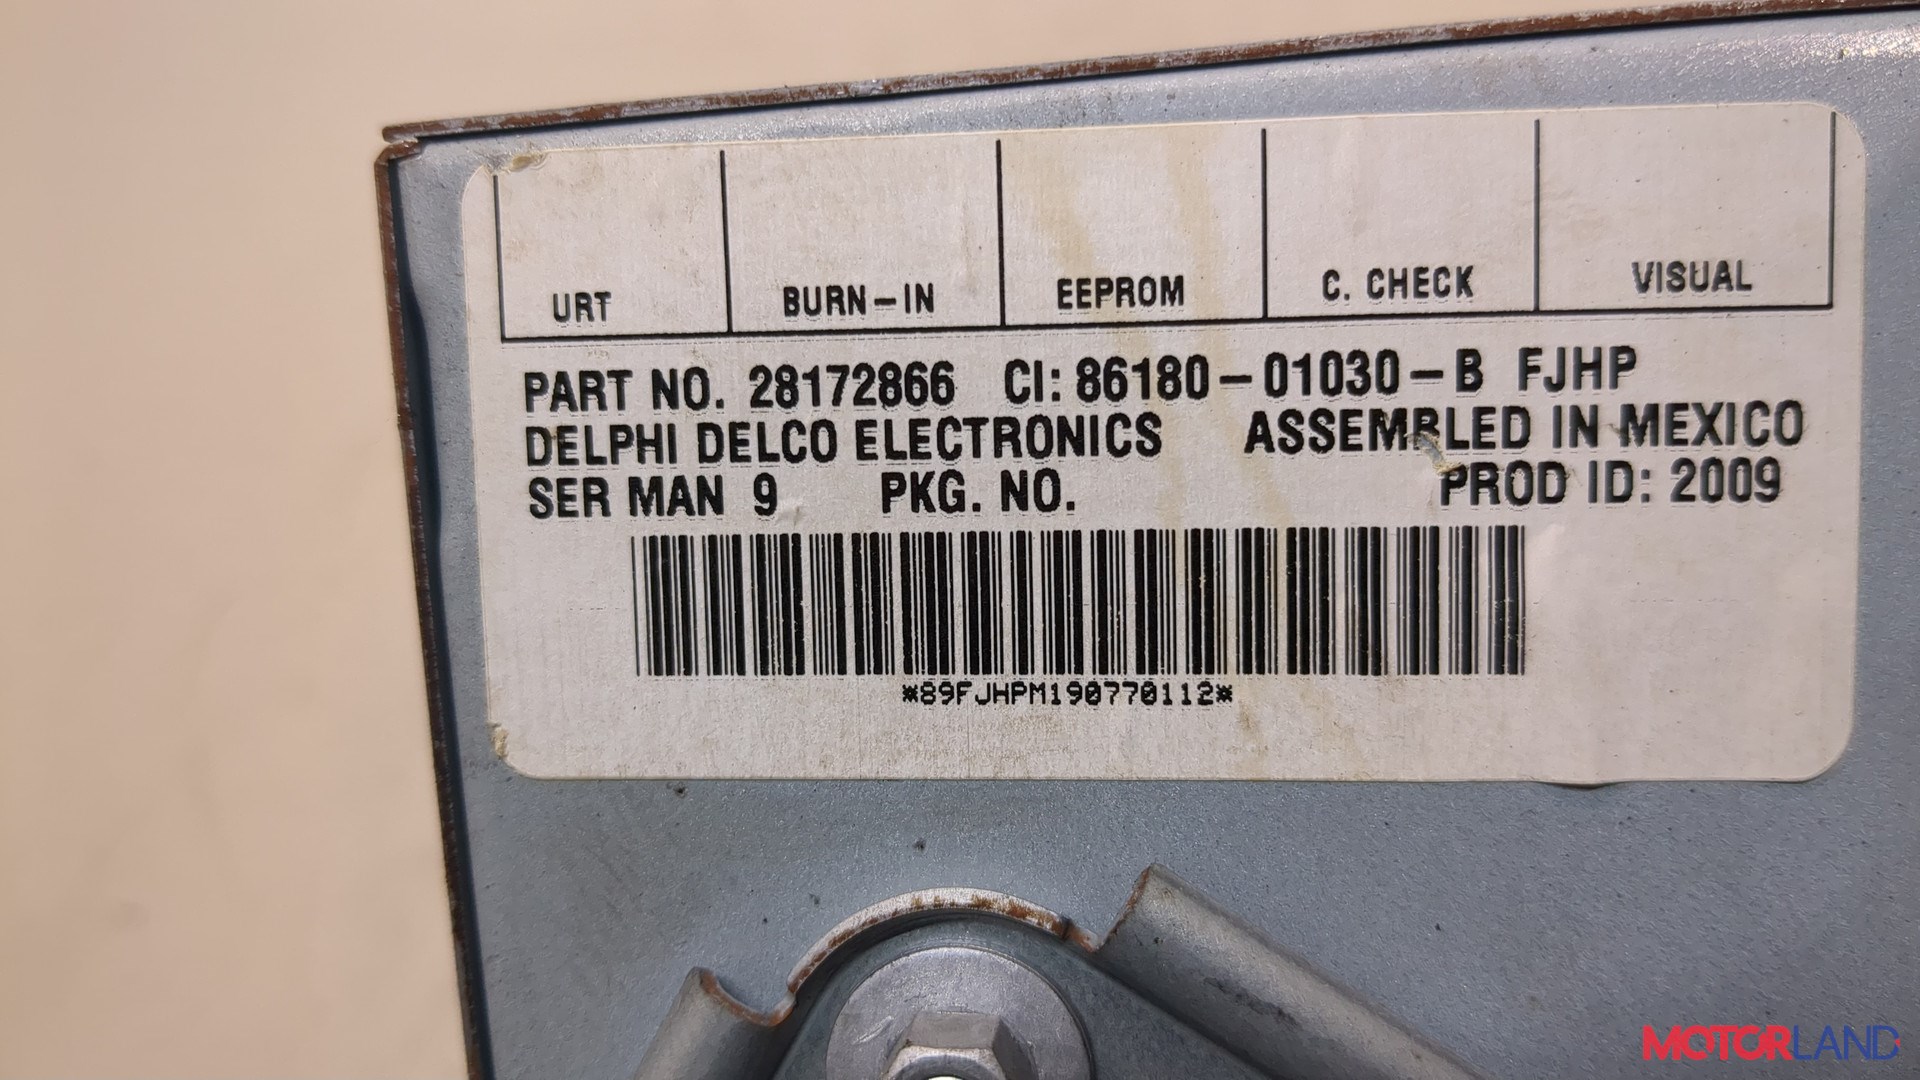 URT BURN-IN EEPROM C. CHECK VISUAL
PART NO. 28172866 CI: 86180-01030-B FJHP
DELPHI DELCO ELECTRONICS ASSEMBLED IN MEXICO
SER MAN 9 PKG. NO. PROD ID: 2009
*89FJHPM190770112*
MOTORLAND